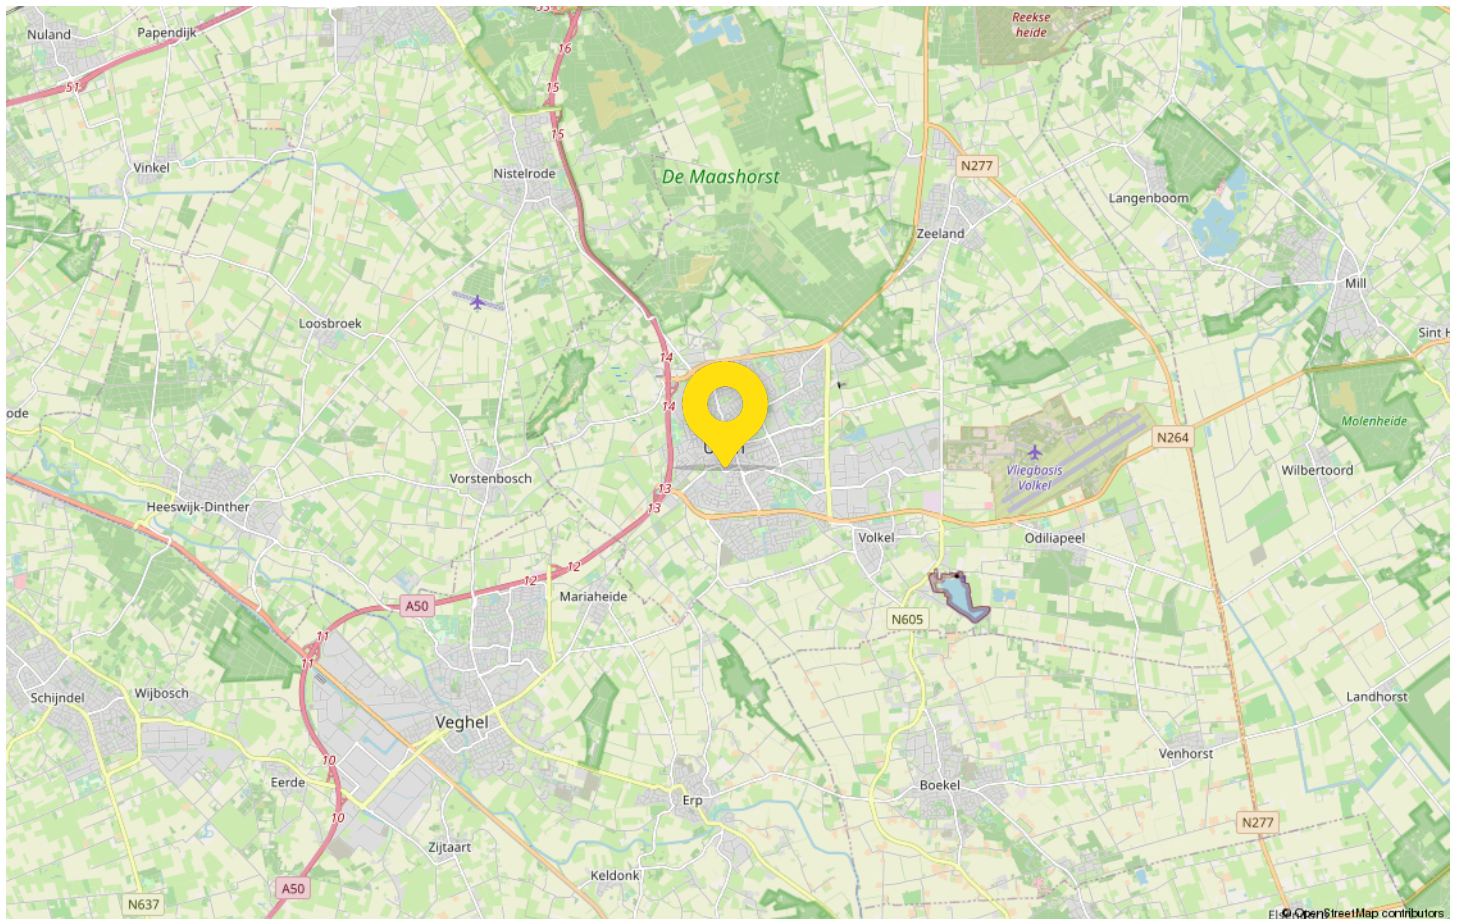 53
Reekse
heide
Nuland
Papendijk
16
51
15
15
N277
Vinkel
Nistelrode
De Maashorst
Langenboom
Zeeland
Mill
Loosbroek
Sint H
14
14
ode
Molenheide
N264
Vliegbasis
Volkel
Wilbertoord
Vorstenbosch
13
13
Heeswijk-Dinther
Volkel
Odiliapeel
12
12
Mariaheide
A50
N605
11
11
Schijndel
Wijbosch
Landhorst
Veghel
Venhorst
10
Eerde
Boekel
Erp
10
N277
Zijtaart
Keldonk
A50
N637
© OpenStreetMap contributors